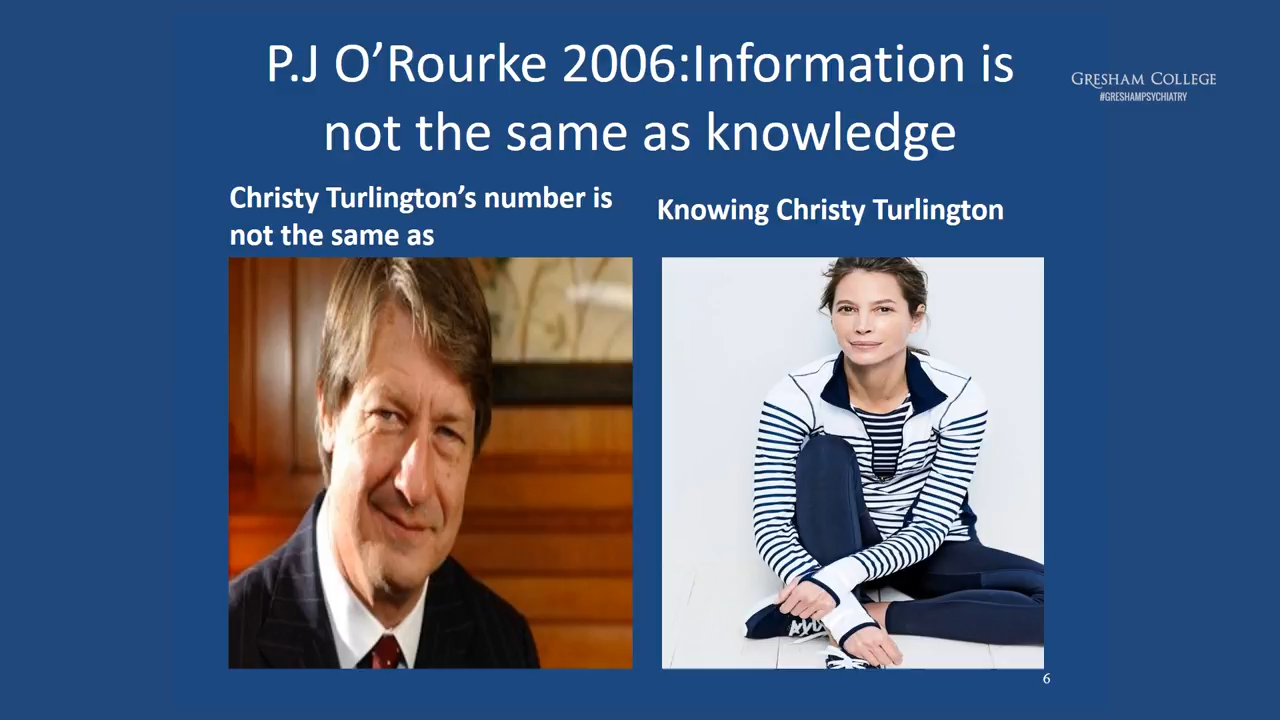 P.J O’Rourke 2006:Information is
not the same as knowledge
GRESHAM COLLEGE
#GRESHAMPSYCHIATRY
Christy Turlington’s number is
not the same as
Knowing Christy Turlington
6